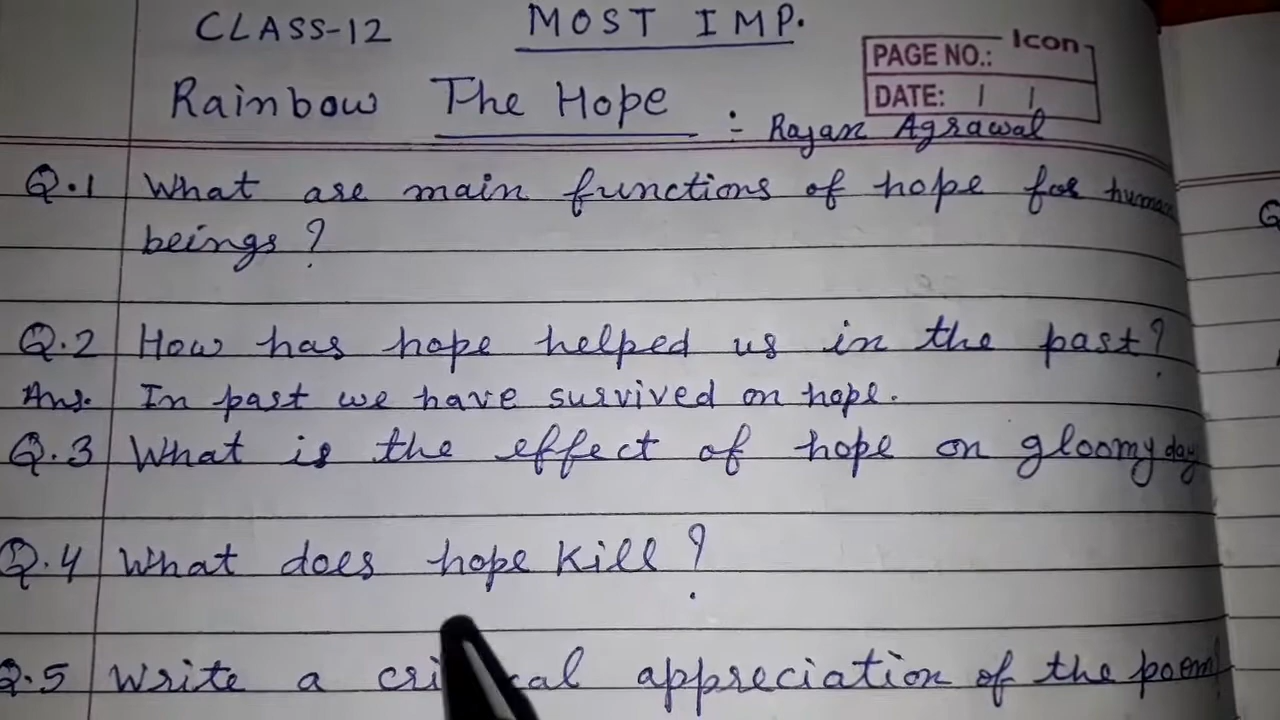 CLASS-12 MOST IMP.
PAGE NO.: Icon
DATE: / /
Rainbow The Hope :- Rajan Agrawal
Q.1 What are main functions of hope for human
beings?
Q.2 How has hope helped us in the past?
Ans. In past we have survived on hope.
Q.3 What is the effect of hope on gloomy day
Q.4 What does hope kill?
Q.5 Write a appreciation of the poem